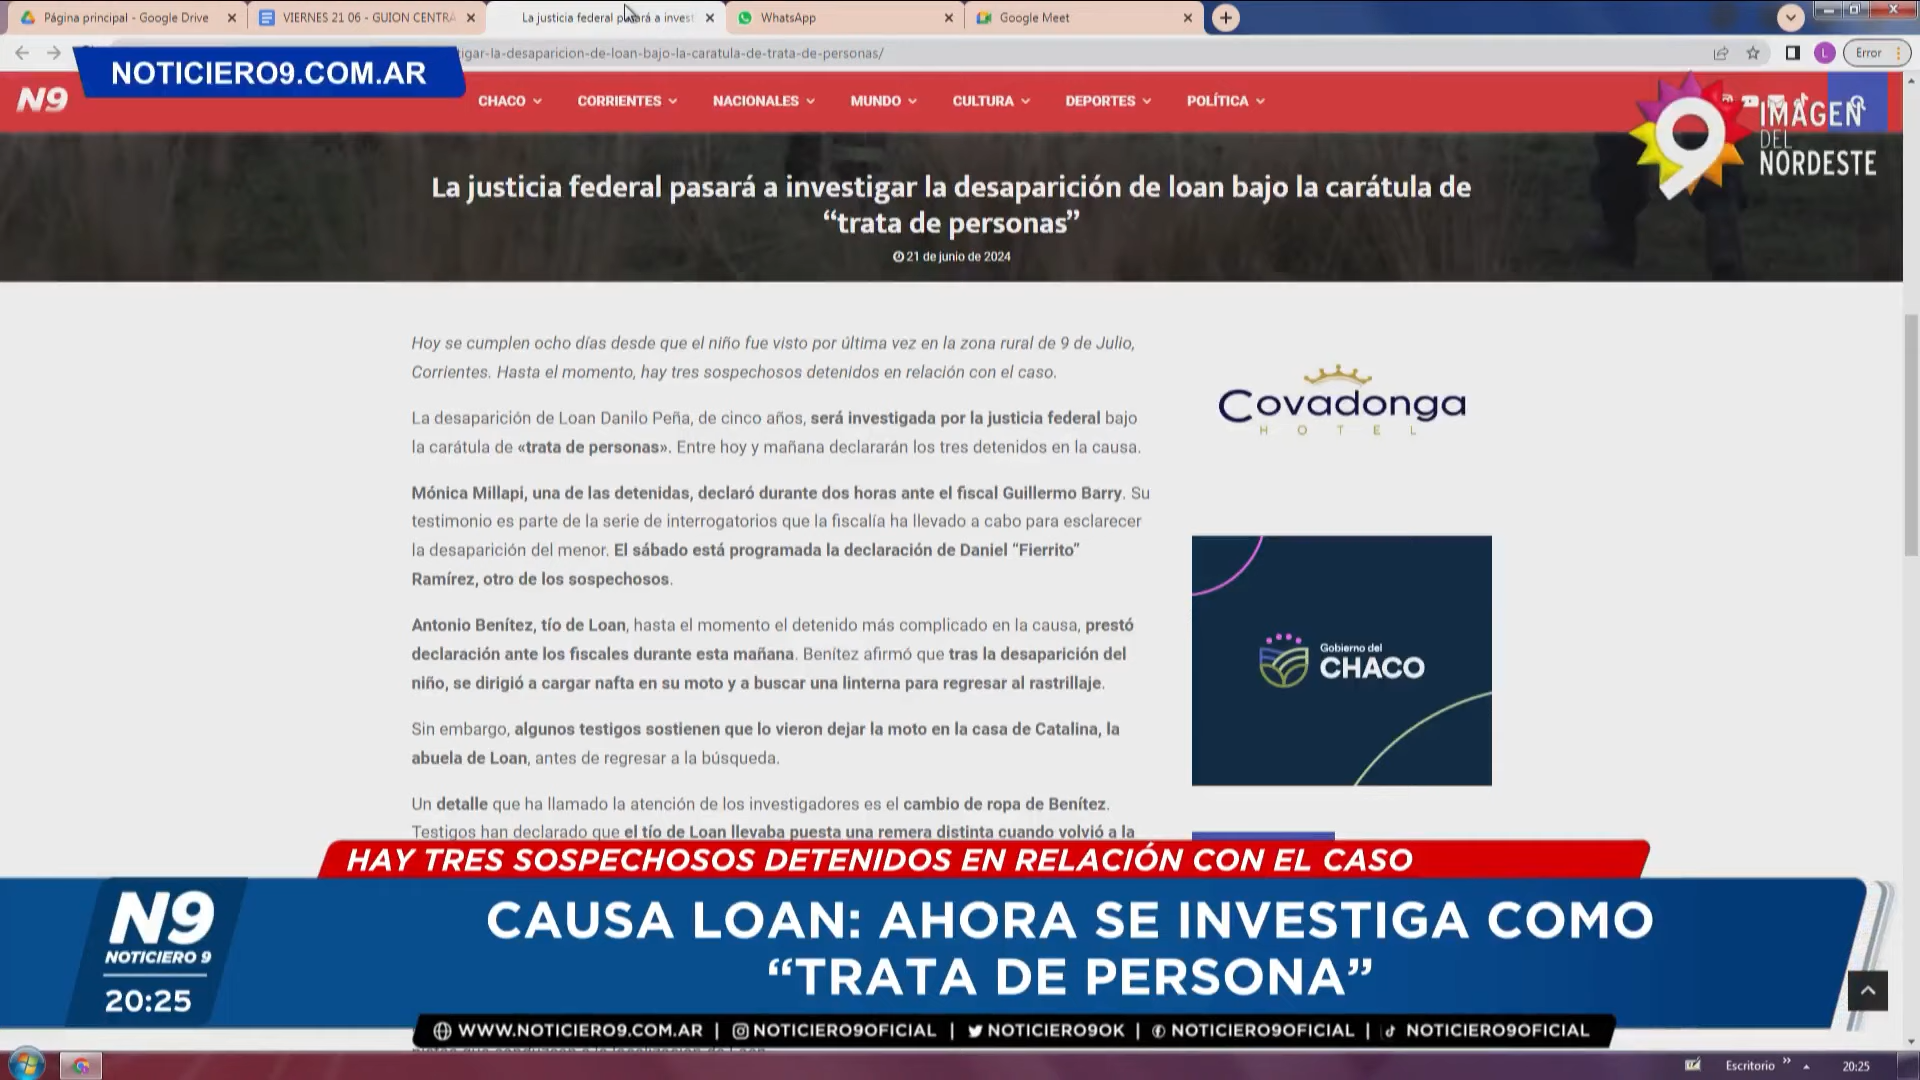 Página principal - Google Drive
VIERNES 21 06 - GUION CENTRA
La justicia federal pasará a invest
WhatsApp
Google Meet
igar-la-desaparicion-de-loan-bajo-la-caratula-de-trata-de-personas/
L
Error
NOTICIERO9.COM.AR
N9
CHACO
CORRIENTES
NACIONALES
MUNDO
CULTURA
DEPORTES
POLÍTICA
9
IMAGEN
DEL
NORDESTE
La justicia federal pasará a investigar la desaparición de loan bajo la carátula de
“trata de personas”
21 de junio de 2024
Hoy se cumplen ocho días desde que el niño fue visto por última vez en la zona rural de 9 de Julio,
Corrientes. Hasta el momento, hay tres sospechosos detenidos en relación con el caso.
La desaparición de Loan Danilo Peña, de cinco años, será investigada por la justicia federal bajo
la carátula de «trata de personas». Entre hoy y mañana declararán los tres detenidos en la causa.
Mónica Millapi, una de las detenidas, declaró durante dos horas ante el fiscal Guillermo Barry. Su
testimonio es parte de la serie de interrogatorios que la fiscalía ha llevado a cabo para esclarecer
la desaparición del menor. El sábado está programada la declaración de Daniel “Fierrito”
Ramírez, otro de los sospechosos.
Antonio Benítez, tío de Loan, hasta el momento el detenido más complicado en la causa, prestó
declaración ante los fiscales durante esta mañana. Benítez afirmó que tras la desaparición del
niño, se dirigió a cargar nafta en su moto y a buscar una linterna para regresar al rastrillaje.
Sin embargo, algunos testigos sostienen que lo vieron dejar la moto en la casa de Catalina, la
abuela de Loan, antes de regresar a la búsqueda.
Un detalle que ha llamado la atención de los investigadores es el cambio de ropa de Benítez.
Testigos han declarado que el tío de Loan llevaba puesta una remera distinta cuando volvió a la
Covadonga
HOTEL
Gobierno del
CHACO
HAY TRES SOSPECHOSOS DETENIDOS EN RELACIÓN CON EL CASO
N9
NOTICIERO 9
20:25
CAUSA LOAN: AHORA SE INVESTIGA COMO
“TRATA DE PERSONA”
WWW.NOTICIERO9.COM.AR | NOTICIERO9OFICIAL | NOTICIERO9OK | NOTICIERO9OFICIAL | NOTICIERO9OFICIAL
Escritorio
20:25